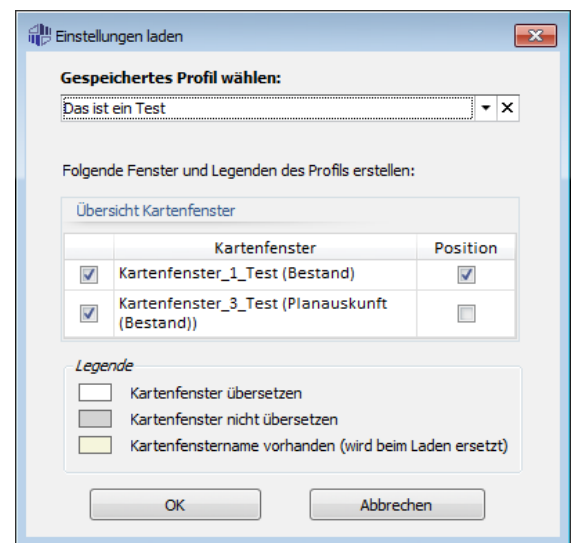 Einstellungen laden
Gespeichertes Profil wählen:
Das ist ein Test
Folgende Fenster und Legenden des Profils erstellen:
Übersicht Kartenfenster
Kartenfenster Position
Kartenfenster_1_Test (Bestand)
Kartenfenster_3_Test (Planauskunft
(Bestand))
Legende
Kartenfenster übersetzen
Kartenfenster nicht übersetzen
Kartenfenstername vorhanden (wird beim Laden ersetzt)
OK Abbrechen